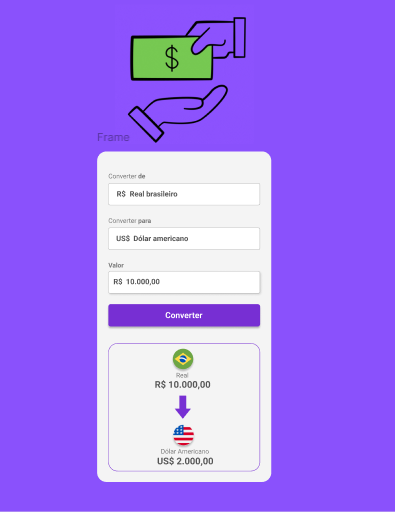 $
Frame
Converter de
R$ Real brasileiro
Converter para
US$ Dólar americano
Valor
R$ 10.000,00
Converter
Real
R$ 10.000,00
Dólar Americano
US$ 2.000,00